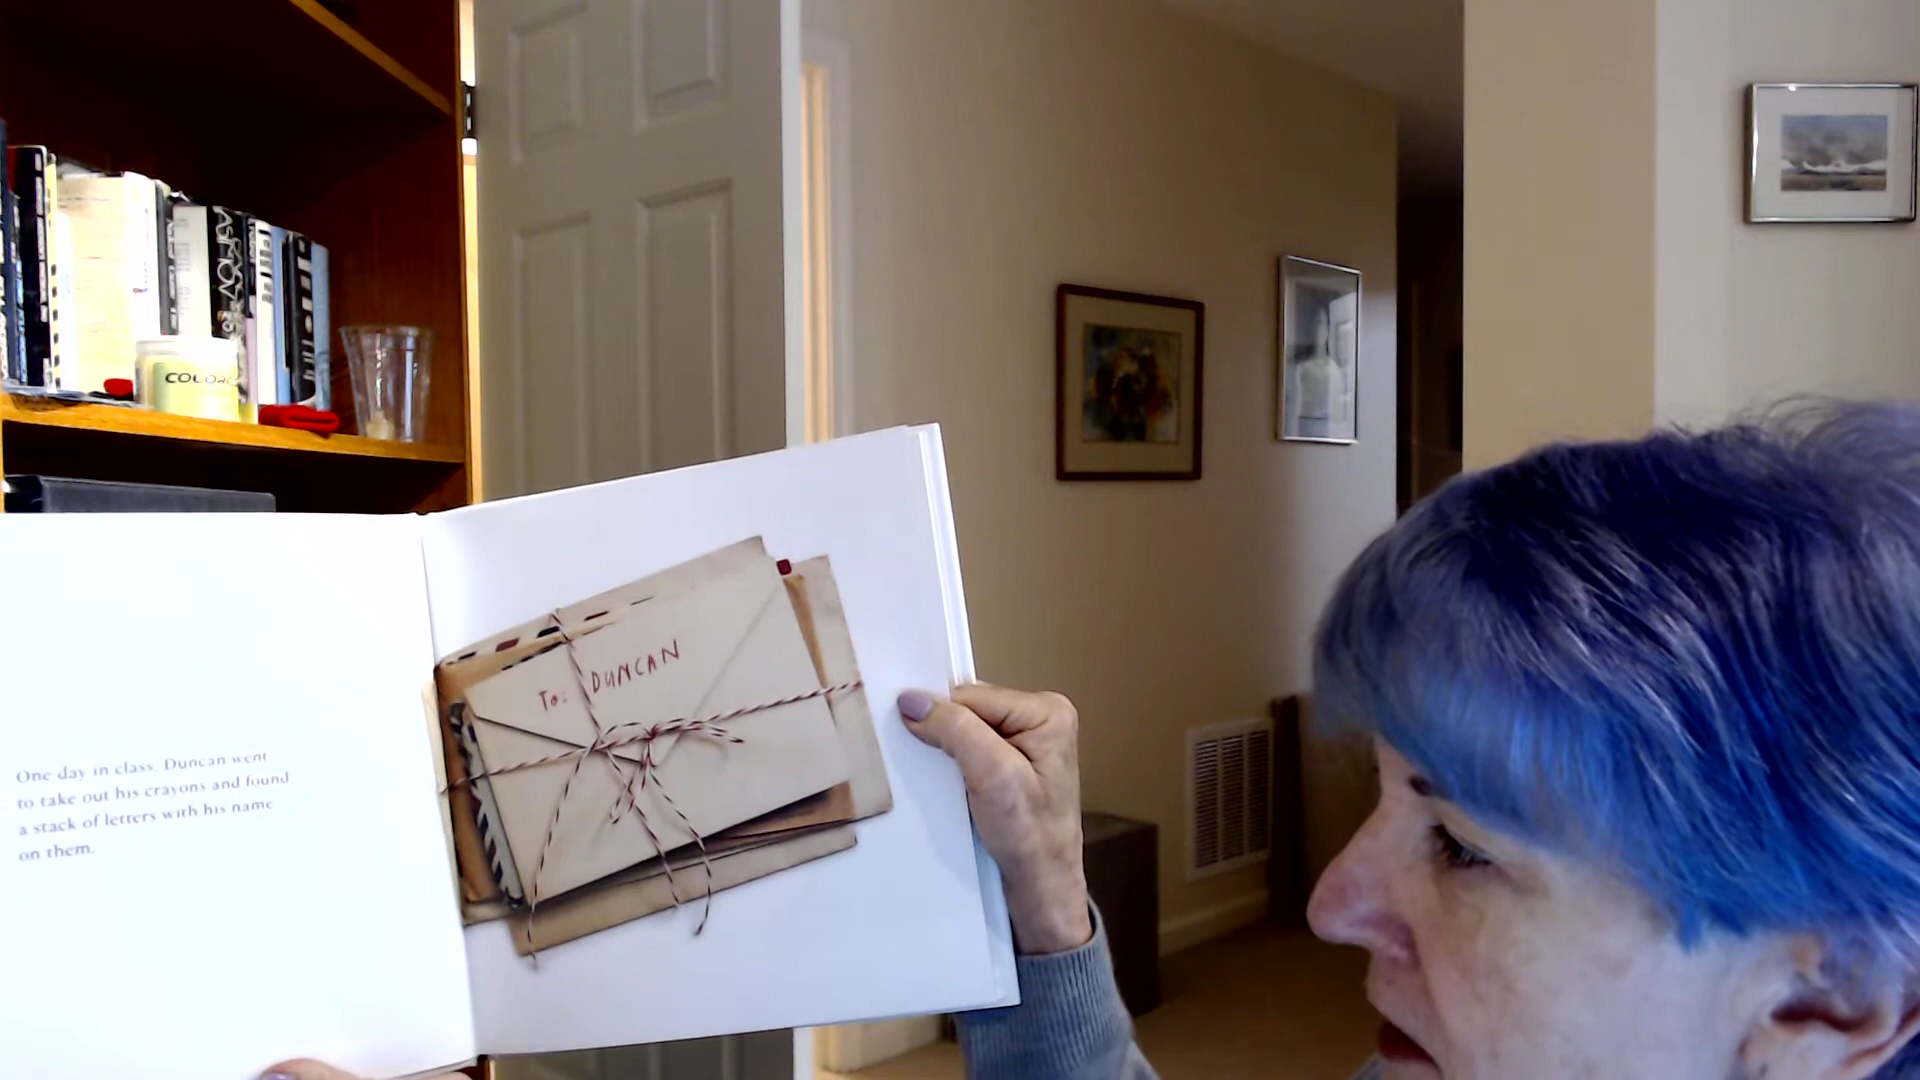 COLOR
To: DUNCAN
One day in class, Duncan went
to take out his crayons and found
a stack of letters with his name
on them.